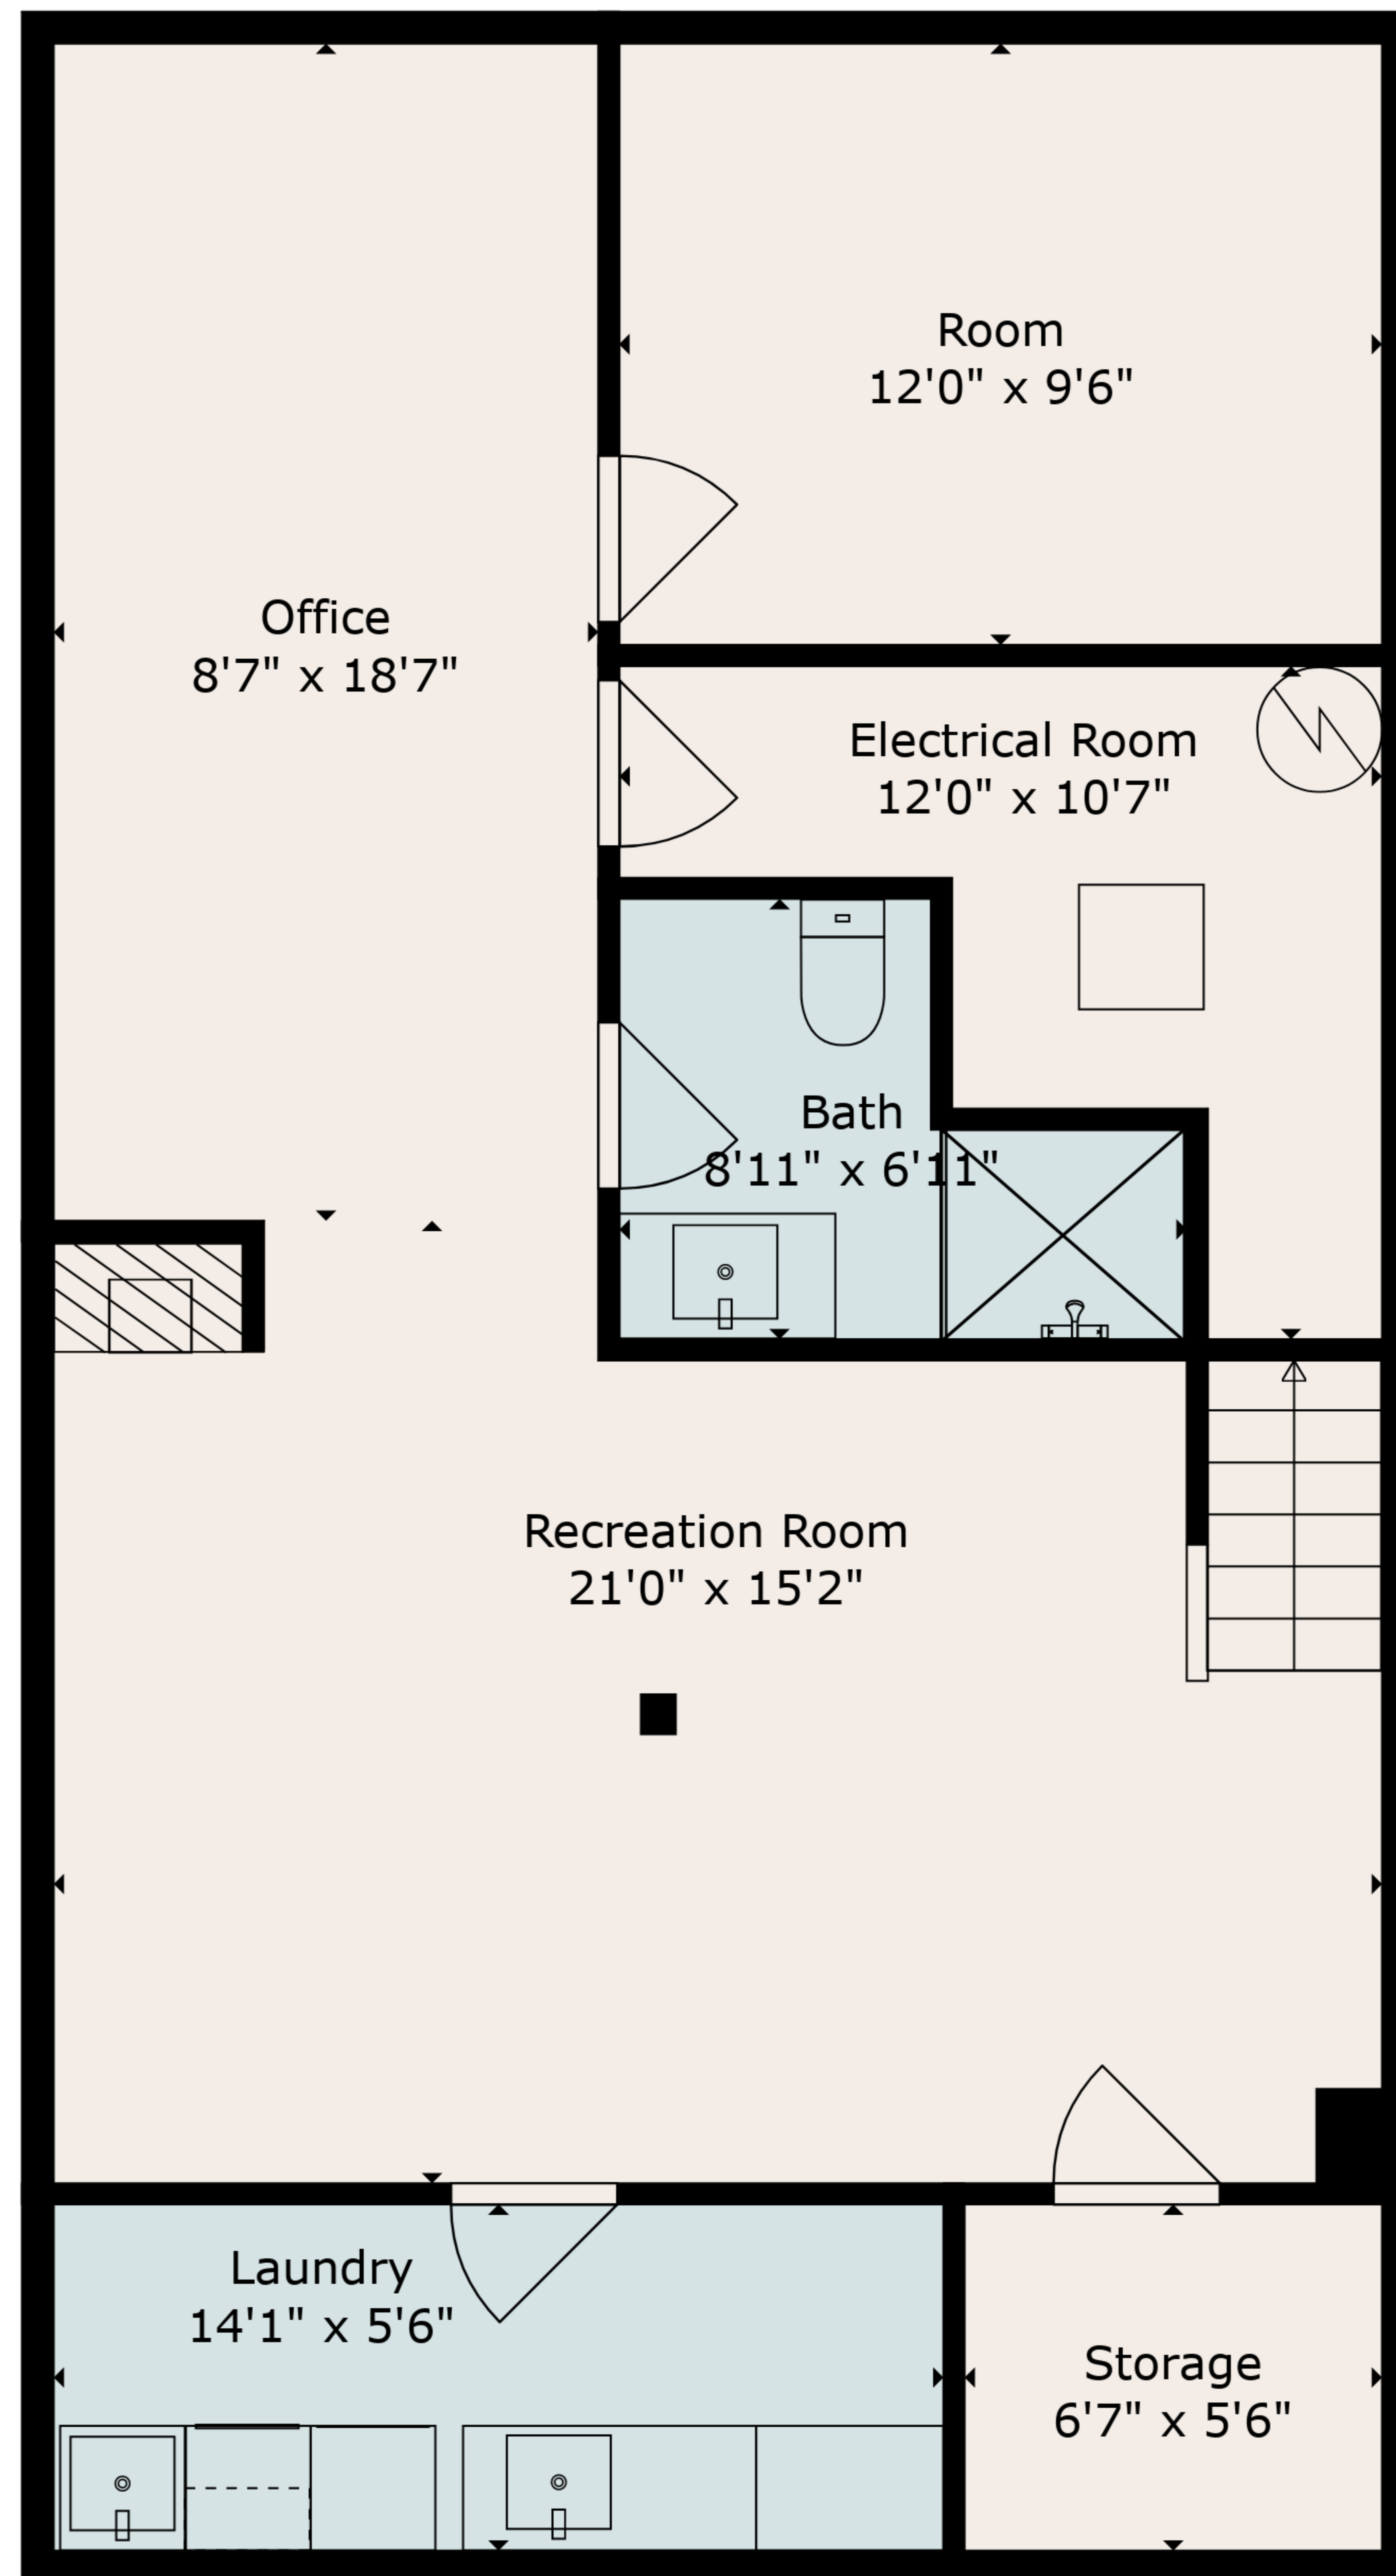 Room
12'0" x 9'6"
Office
8'7" x 18'7"
Electrical Room
12'0" x 10'7"
Bath
8'11" x 6'11"
Recreation Room
21'0" x 15'2"
Laundry
14'1" x 5'6"
Storage
6'7" x 5'6"